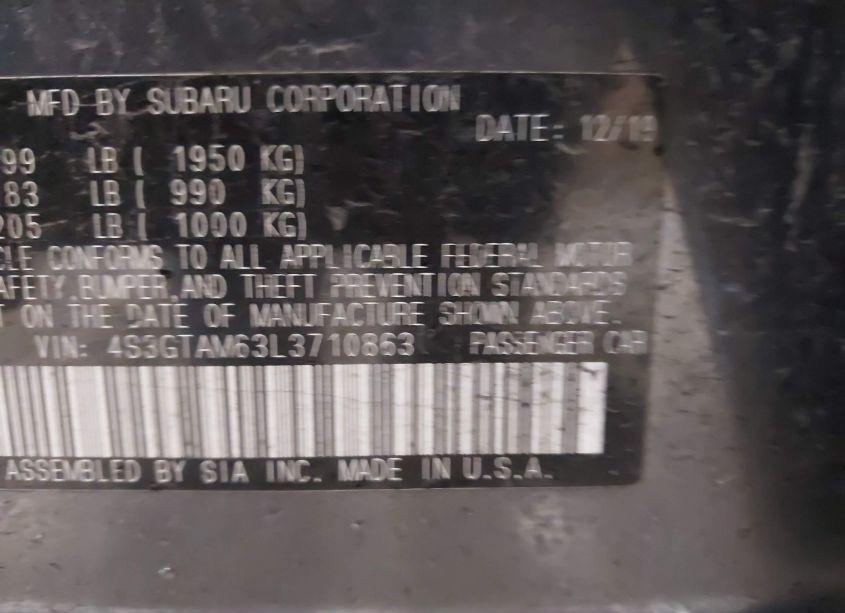 MFD BY SUBARU CORPORATION
DATE: 12/19
99 LB ( 1950 KG)
183 LB ( 990 KG)
205 LB ( 1000 KG)
CLE CONFORMS TO ALL APPLICABLE FEDERAL MOTOR
AFETY, BUMPER, AND THEFT PREVENTION STANDARDS
T ON THE DATE OF MANUFACTURE SHOWN ABOVE.
VIN: 4S3GTAM63L3710863 PASSENGER CAR
ASSEMBLED BY SIA INC. MADE IN U.S.A.